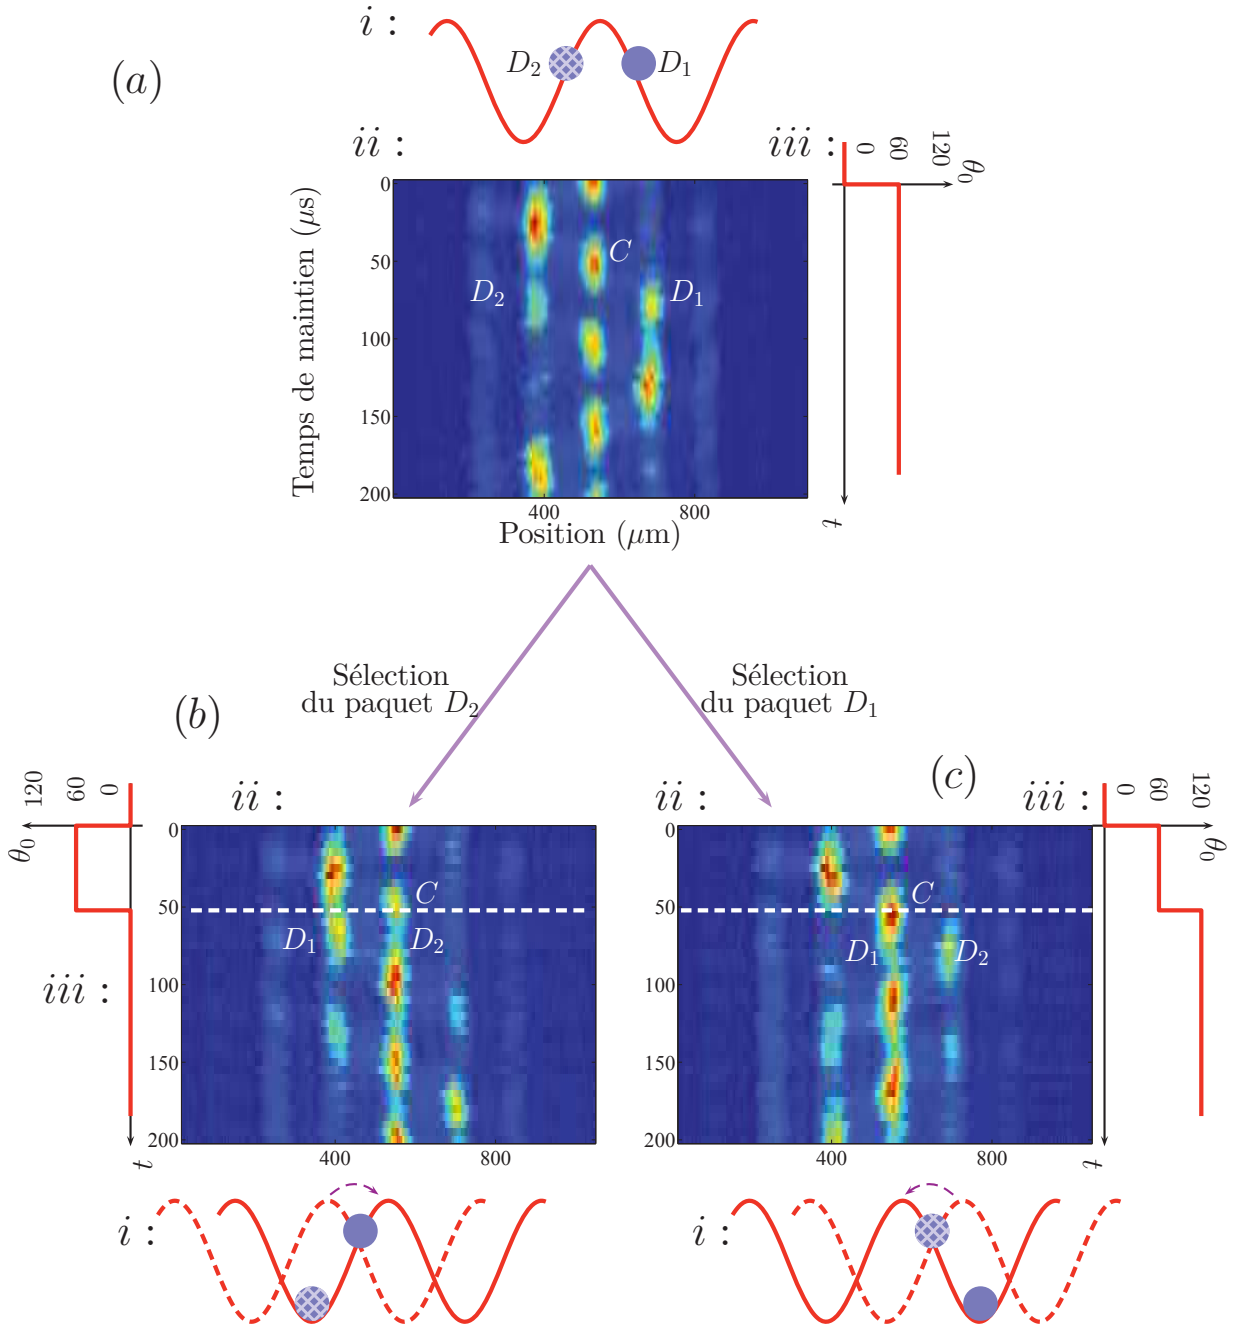 i :
(a)
D2
D1
ii :
iii :
0
60
120
θ0
Temps de maintien (μs)
0
50
100
150
200
C
D2
D1
400
800
Position (μm)
t
Sélection
du paquet D2
Sélection
du paquet D1
(b)
ii :
120
60
0
θ0
0
50
100
150
200
C
D1
D2
iii :
t
400
800
i :
(c)
ii :
iii :
0
60
120
θ0
0
50
100
150
200
C
D1
D2
t
400
800
i :